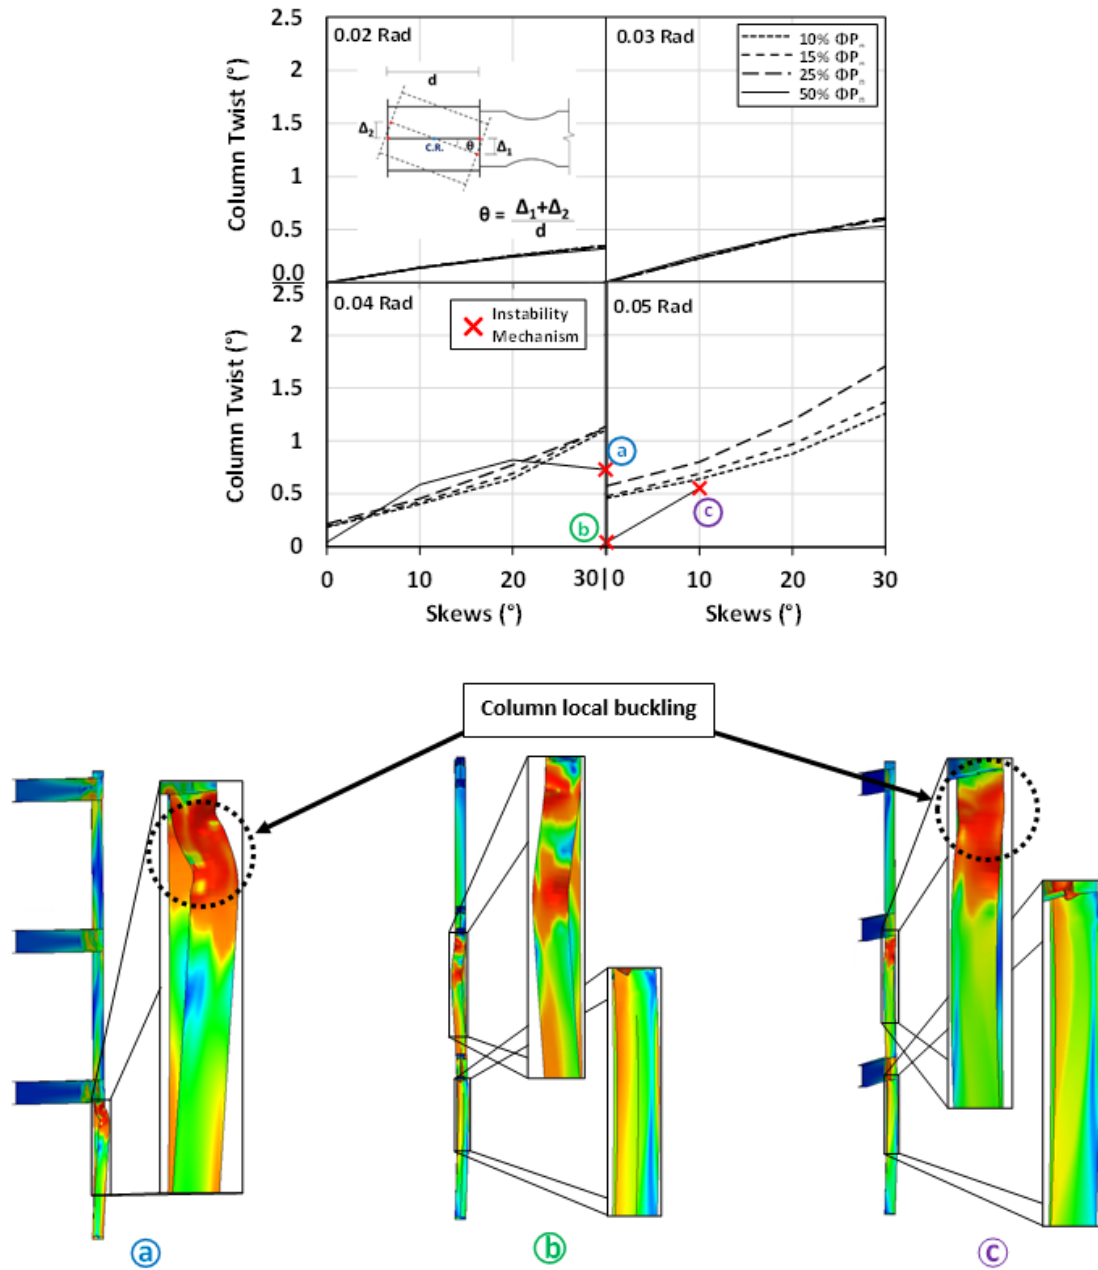 2.5
0.02 Rad
0.03 Rad
10% ΦPₙ
15% ΦPₙ
25% ΦPₙ
50% ΦPₙ
2
1.5
1
0.5
0.0
Column Twist (°)
d
Δ₂
C.R.
θ
Δ₁
θ = Δ₁+Δ₂
d
2.5
0.04 Rad
Instability
Mechanism
0.05 Rad
2
1.5
1
0.5
0
Column Twist (°)
a
b
c
0
10
20
30|0
10
20
30
Skews (°)
Skews (°)
Column local buckling
a
b
c